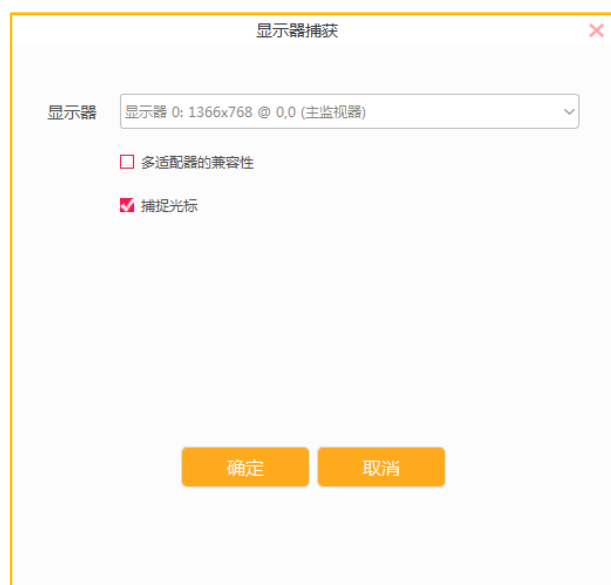 显示器捕获
显示器
显示器 0: 1366x768 @ 0,0 (主监视器)
多适配器的兼容性
捕捉光标
确定
取消